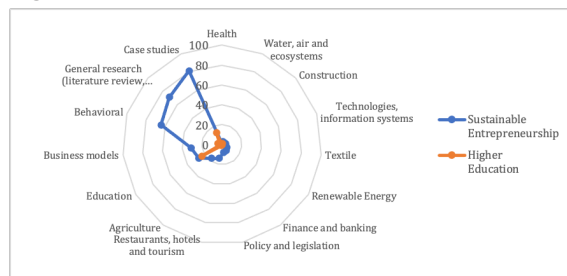 Health
Case studies
Water, air and
ecosystems
General research
(literature review,...
Construction
Behavioral
Technologies,
information systems
Business models
Textile
Education
Renewable Energy
Agriculture
Finance and banking
Restaurants, hotels
and tourism
Policy and legislation
100
80
60
40
20
0
Sustainable
Entrepreneurship
Higher
Education